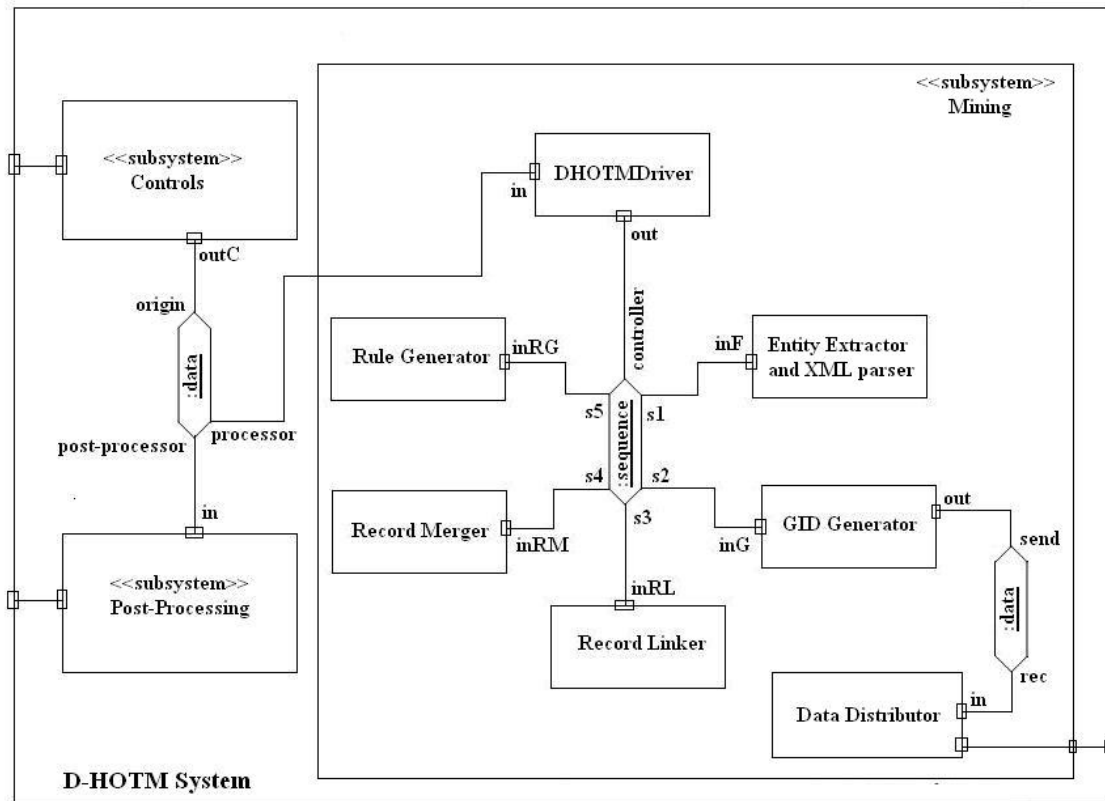 <<subsystem>>
Mining
<<subsystem>>
Controls
DHOTMDriver
in
outC
out
origin
controller
Rule Generator
inRG
inF
Entity Extractor
and XML parser
:data
s5
s1
processor
post-processor
:sequence
s4
s2
Record Merger
inRM
s3
inG
GID Generator
out
send
in
<<subsystem>>
Post-Processing
inRL
Record Linker
:data
rec
in
Data Distributor
D-HOTM System